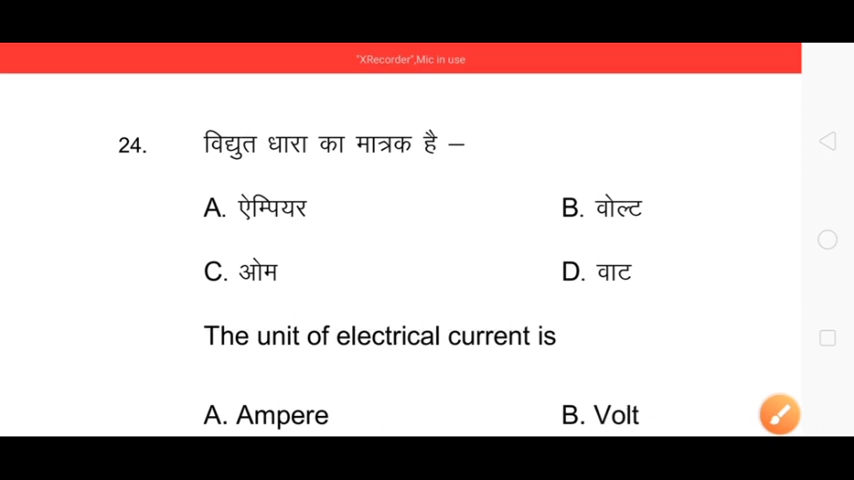 "XRecorder",Mic in use
24. विद्युत धारा का मात्रक है –
A. ऐम्पियर B. वोल्ट
C. ओम D. वाट
The unit of electrical current is
A. Ampere B. Volt